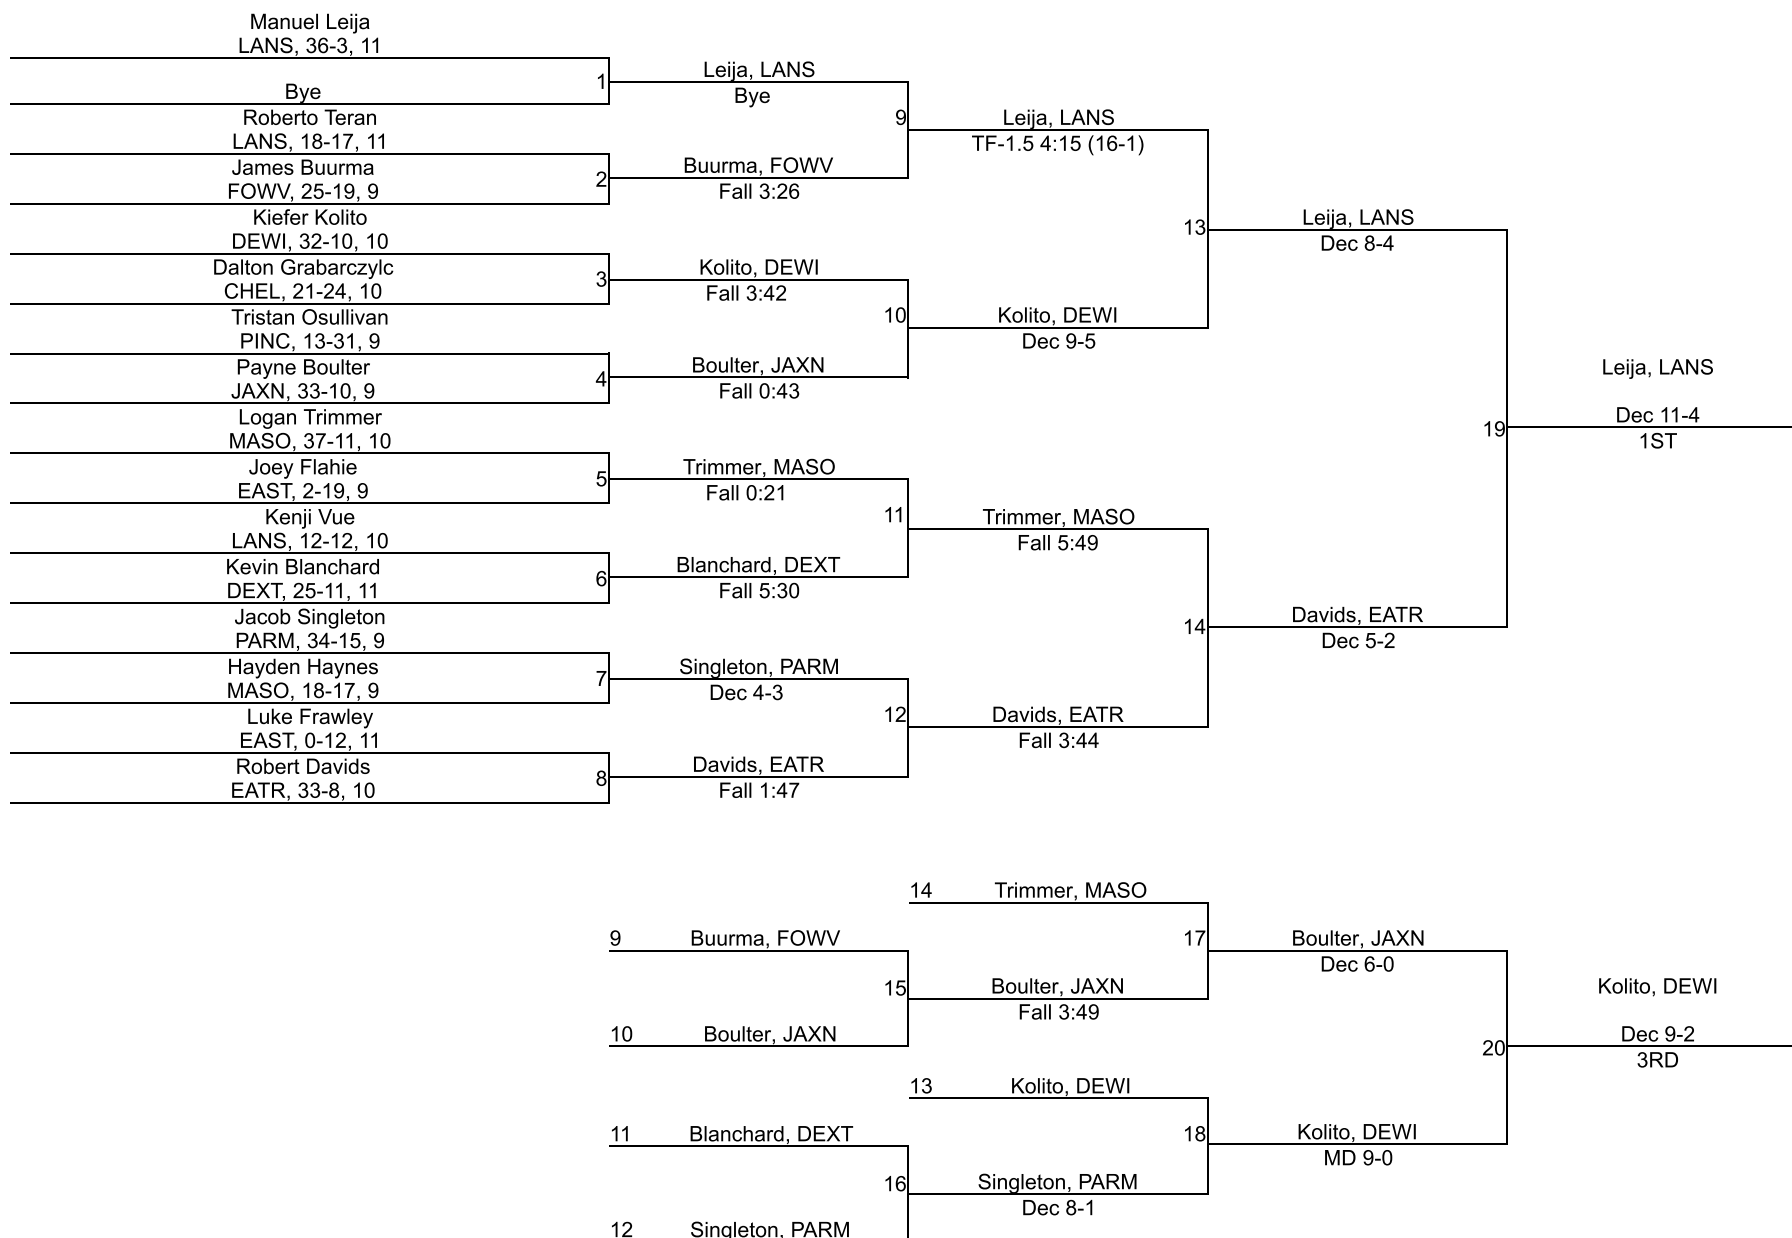 Manuel Leija
LANS, 36-3, 11
Bye
Roberto Teran
LANS, 18-17, 11
James Buurma
FOWV, 25-19, 9
Kiefer Kolito
DEWI, 32-10, 10
Dalton Grabarczylc
CHEL, 21-24, 10
Tristan Osullivan
PINC, 13-31, 9
Payne Boulter
JAXN, 33-10, 9
Logan Trimmer
MASO, 37-11, 10
Joey Flahie
EAST, 2-19, 9
Kenji Vue
LANS, 12-12, 10
Kevin Blanchard
DEXT, 25-11, 11
Jacob Singleton
PARM, 34-15, 9
Hayden Haynes
MASO, 18-17, 9
Luke Frawley
EAST, 0-12, 11
Robert Davids
EATR, 33-8, 10
1
Leija, LANS
Bye
2
Buurma, FOWV
Fall 3:26
3
Kolito, DEWI
Fall 3:42
4
Boulter, JAXN
Fall 0:43
5
Trimmer, MASO
Fall 0:21
6
Blanchard, DEXT
Fall 5:30
7
Singleton, PARM
Dec 4-3
8
Davids, EATR
Fall 1:47
9
Leija, LANS
TF-1.5 4:15 (16-1)
10
Kolito, DEWI
Dec 9-5
11
Trimmer, MASO
Fall 5:49
12
Davids, EATR
Fall 3:44
13
Leija, LANS
Dec 8-4
14
Davids, EATR
Dec 5-2
19
Leija, LANS
Dec 11-4
1ST
14 Trimmer, MASO
9 Buurma, FOWV
10 Boulter, JAXN
15
Boulter, JAXN
Fall 3:49
17
Boulter, JAXN
Dec 6-0
13 Kolito, DEWI
11 Blanchard, DEXT
12 Singleton, PARM
16
Singleton, PARM
Dec 8-1
18
Kolito, DEWI
MD 9-0
20
Kolito, DEWI
Dec 9-2
3RD